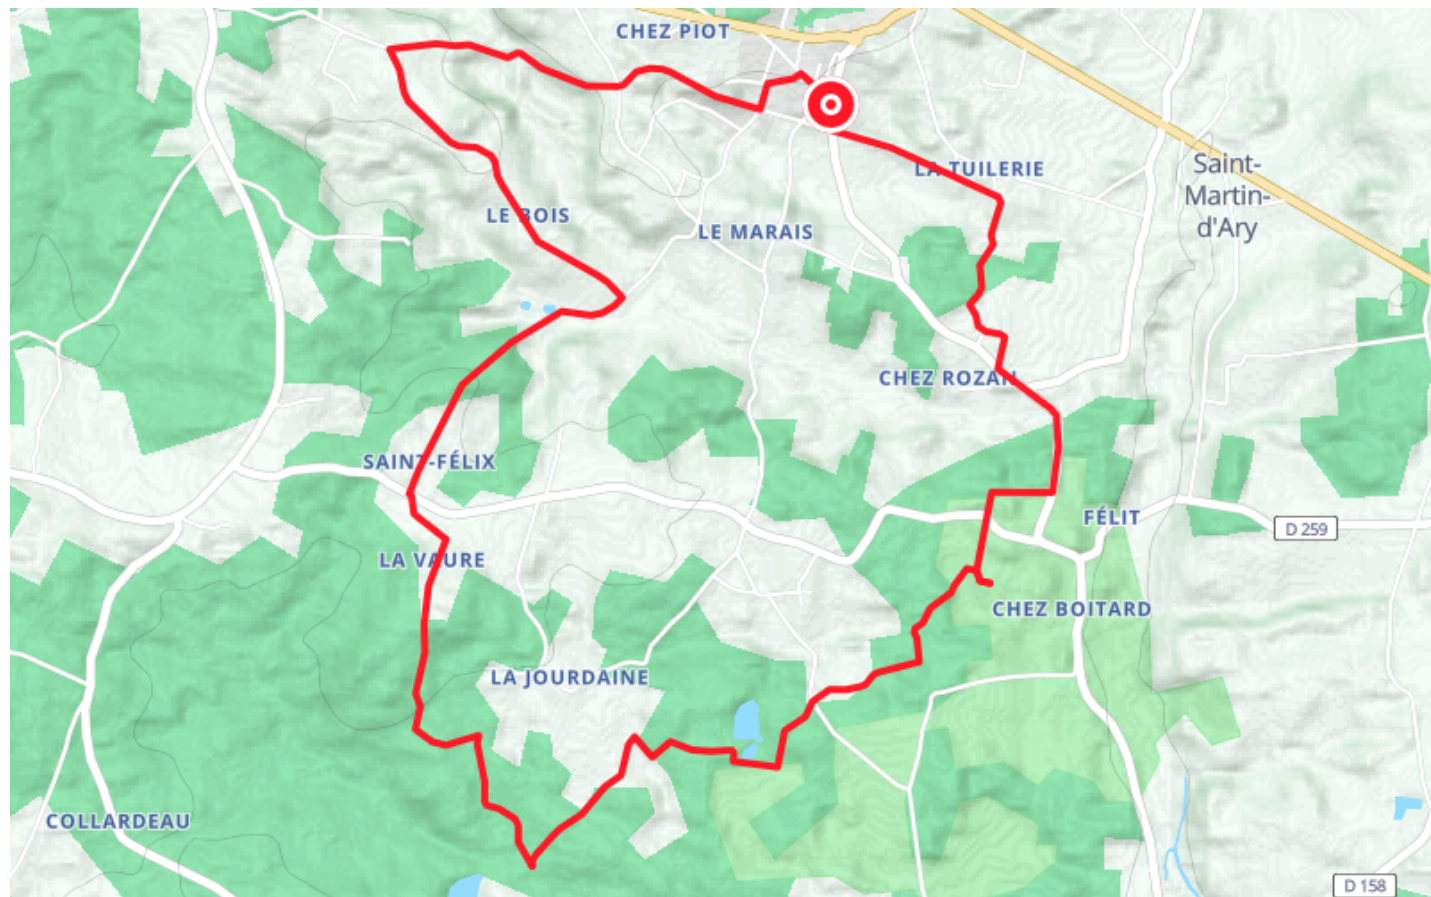 CHEZ PIOT
LA TUILERIE
Saint-
Martin-
d'Ary
LE BOIS
LE MARAIS
CHEZ ROZAN
SAINT-FÉLIX
FÉLIT
D 259
LA VAURE
CHEZ BOITARD
LA JOURDAINE
COLLARDEAU
D 158